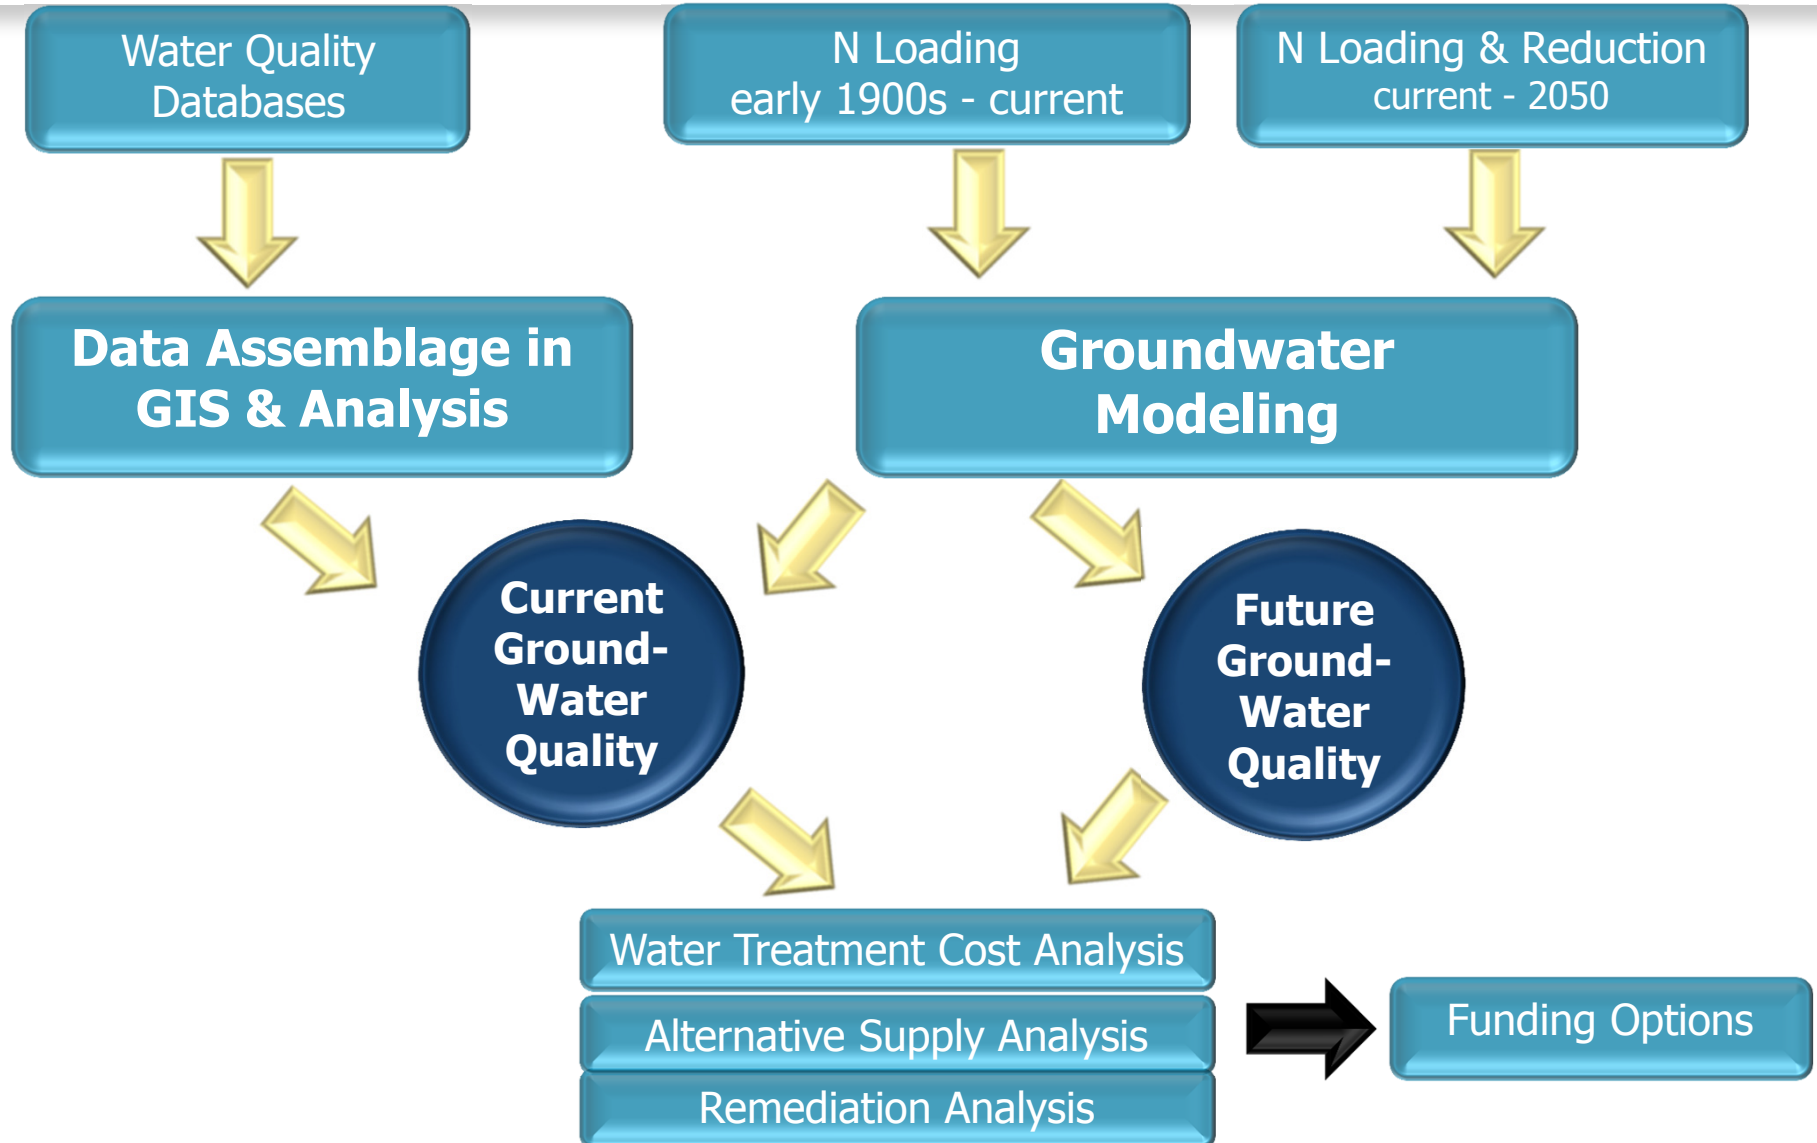 Water Quality
Databases
N Loading
early 1900s - current
N Loading & Reduction
current - 2050
Data Assemblage in
GIS & Analysis
Groundwater
Modeling
Current
Ground-
Water
Quality
Future
Ground-
Water
Quality
Water Treatment Cost Analysis
Alternative Supply Analysis
Remediation Analysis
Funding Options